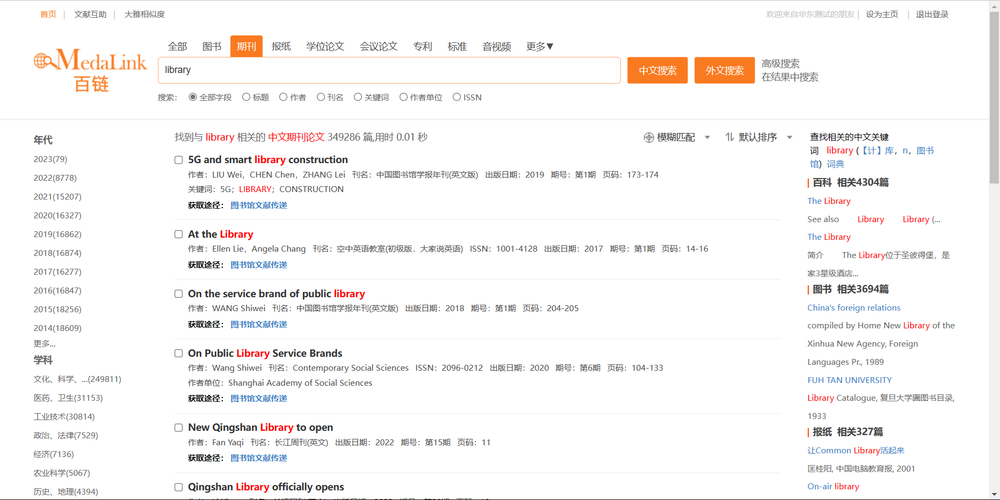 首页 | 文献互助 | 大雅相似度
欢迎来自华东测试的朋友 | 设为主页 | 退出登录
全部 图书 期刊 报纸 学位论文 会议论文 专利 标准 音视频 更多▼
MedaLink
百链
library
中文搜索 外文搜索
高级搜索
在结果中搜索
搜索： 全部字段 标题 作者 刊名 关键词 作者单位 ISSN
年代
2023(79)
2022(8778)
2021(15207)
2020(16327)
2019(16862)
2018(16874)
2017(16277)
2016(16847)
2015(18256)
2014(18609)
更多...
学科
文化、科学、...(249811)
医药、卫生(31153)
工业技术(30814)
政治、法律(7529)
经济(7136)
农业科学(5067)
历史、地理(4394)
找到与 library 相关的 中文期刊论文 349286 篇,用时 0.01 秒
模糊匹配 默认排序
5G and smart library construction
作者：LIU Wei，CHEN Chen，ZHANG Lei 刊名：中国图书馆学报年刊(英文版) 出版日期：2019 期号：第1期 页码：173-174
关键词：5G；LIBRARY；CONSTRUCTION
获取途径： 图书馆文献传递
At the Library
作者：Ellen Lie，Angela Chang 刊名：空中英语教室(初级版．大家说英语) ISSN：1001-4128 出版日期：2017 期号：第1期 页码：14-16
获取途径： 图书馆文献传递
On the service brand of public library
作者：WANG Shiwei 刊名：中国图书馆学报年刊(英文版) 出版日期：2018 期号：第1期 页码：204-205
获取途径： 图书馆文献传递
On Public Library Service Brands
作者：Wang Shiwei 刊名：Contemporary Social Sciences ISSN：2096-0212 出版日期：2020 期号：第6期 页码：104-133
作者单位：Shanghai Academy of Social Sciences
获取途径： 图书馆文献传递
New Qingshan Library to open
作者：Fan Yaqi 刊名：长江周刊(英文) 出版日期：2022 期号：第15期 页码：11
获取途径： 图书馆文献传递
Qingshan Library officially opens
查找相关的中文关键
词 library (【计】库，n，图书
馆) 词典
百科 相关4304篇
The Library
See also Library Library (...
The Library
简介 The Library位于圣彼得堡，是
家3星级酒店...
图书 相关3694篇
China's foreign relations
compiled by Home New Library of the
Xinhua New Agency, Foreign
Languages Pr., 1989
FUH TAN UNIVERSITY
Library Catalogue, 复旦大学圕图书目录,
1933
报纸 相关327篇
让Common Library活起来
匡桂阳, 中国电脑教育报, 2001
On-air library